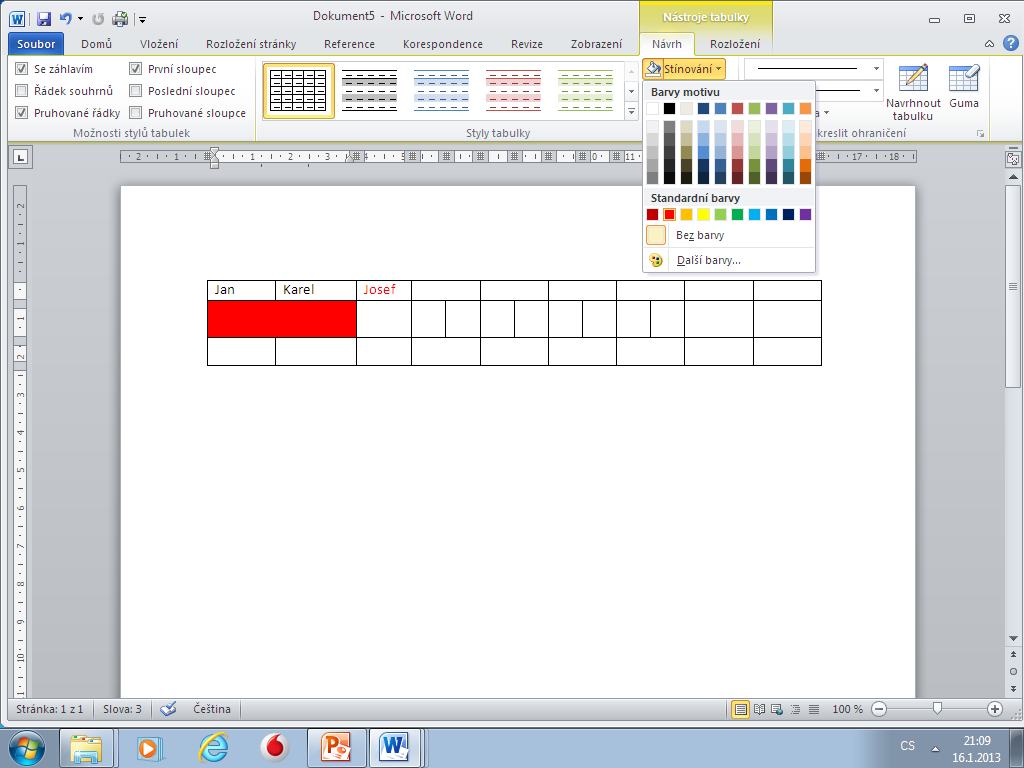 Dokument5 - Microsoft Word
Nástroje tabulky
Soubor Domů Vložení Rozložení stránky Reference Korespondence Revize Zobrazení Návrh Rozložení
Se záhlavím První sloupec
Řádek souhrnů Poslední sloupec
Pruhované řádky Pruhované sloupce
Možnosti stylů tabulek
Styly tabulky
Stínování
Navrhnout tabulku
Guma
kreslit ohraničení
Barvy motivu
Standardní barvy
Bez barvy
Další barvy...
Jan Karel Josef
Stránka: 1 z 1 Slova: 3 Čeština 100 %
CS 21:09
16.1.2013